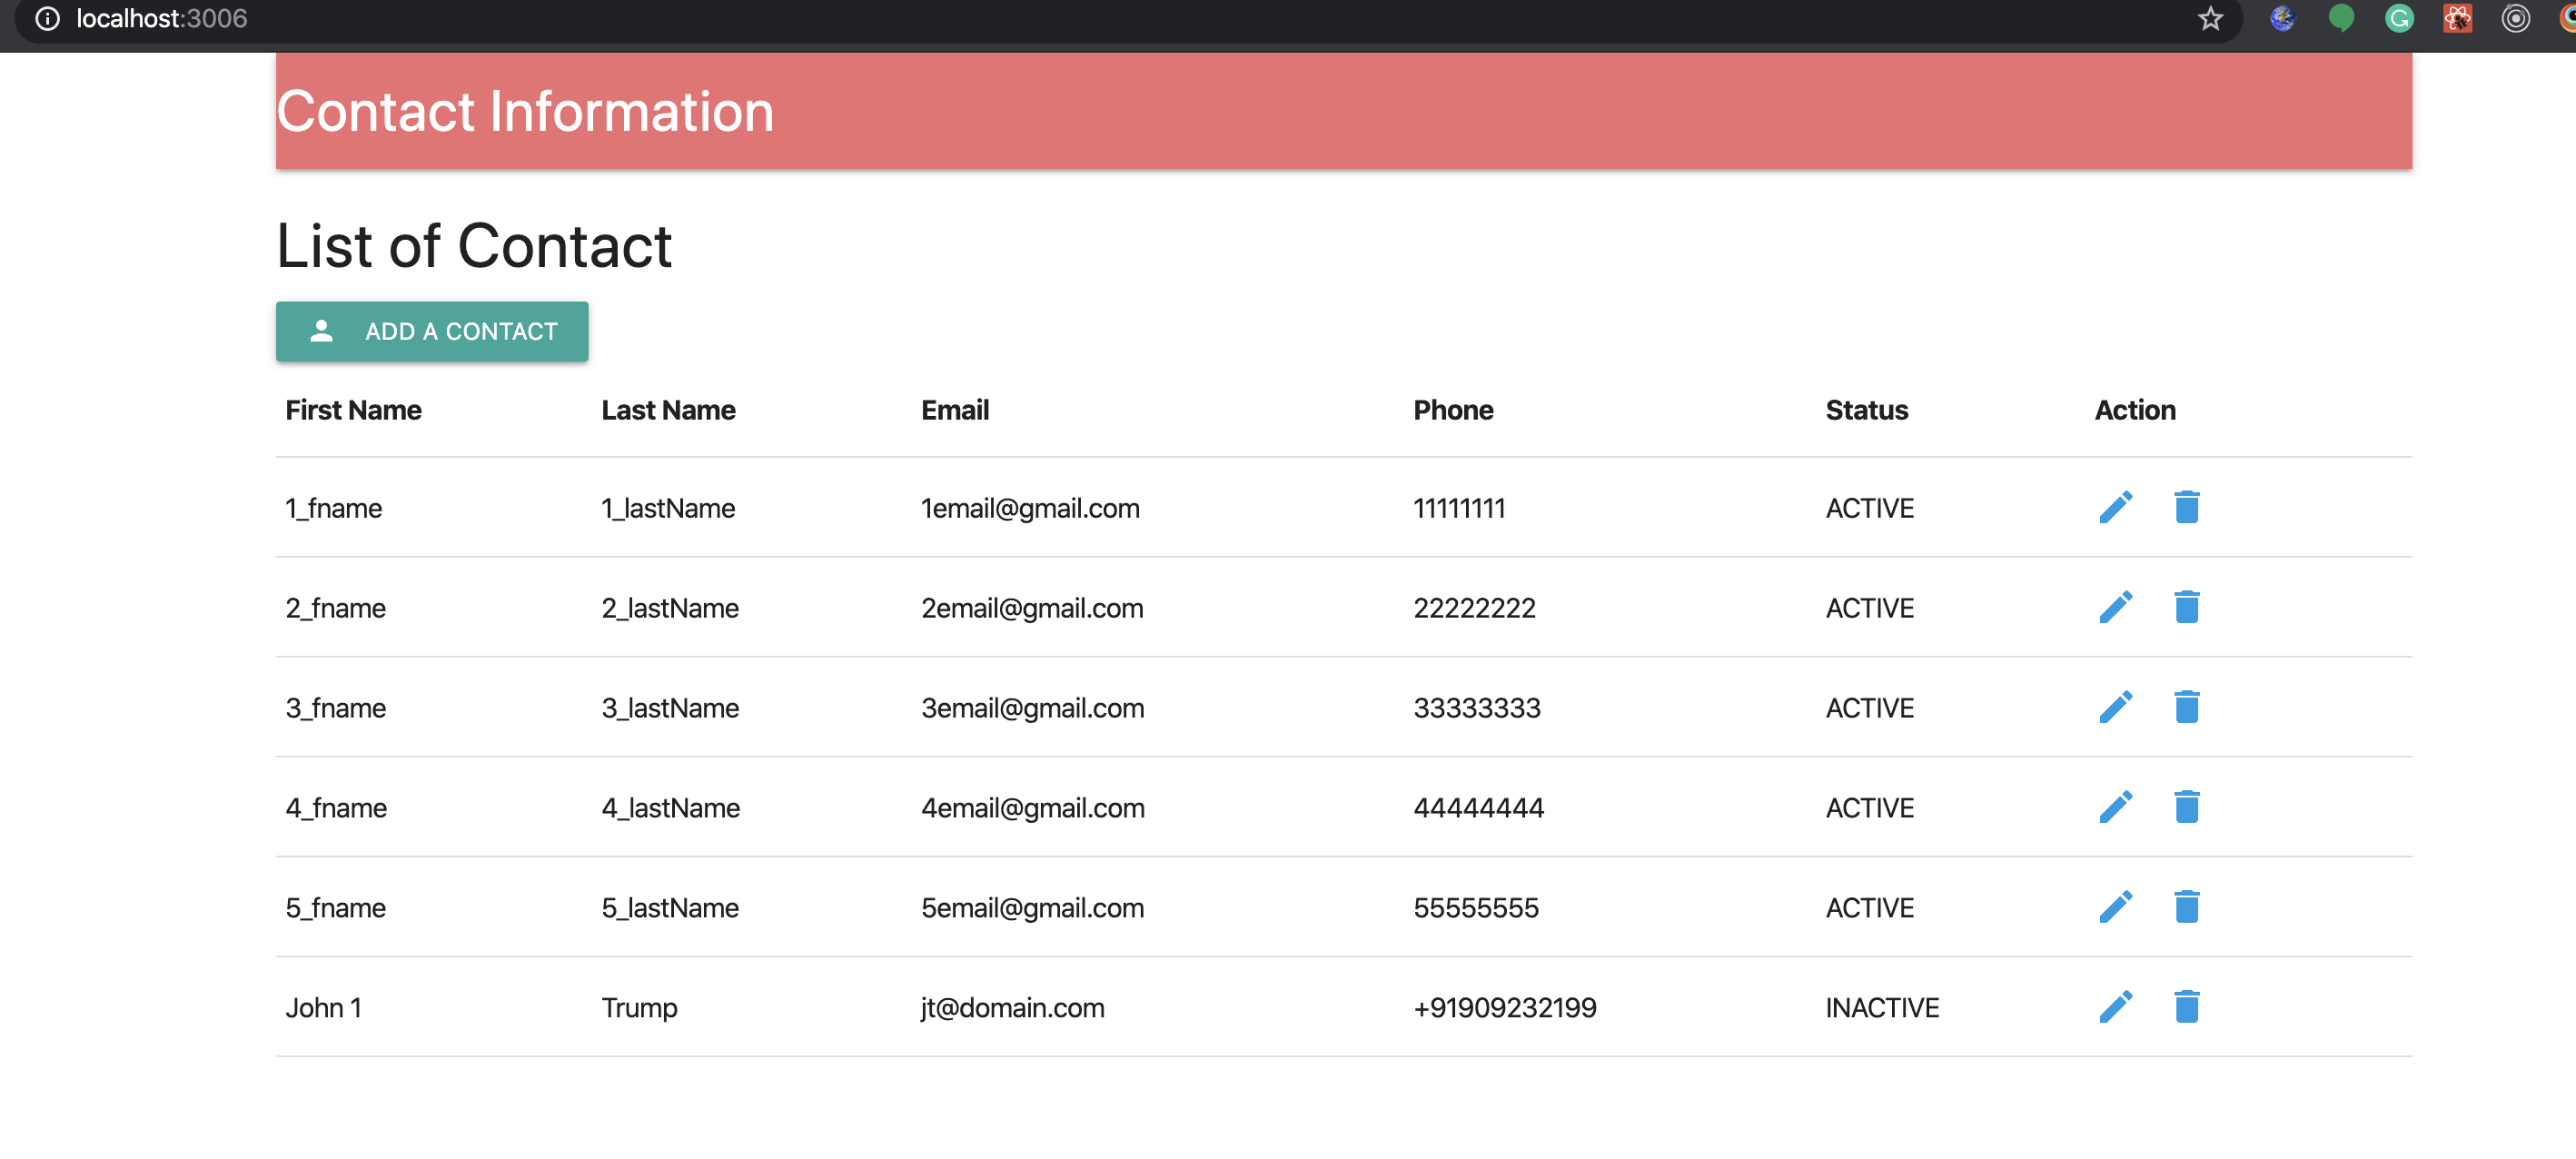 localhost:3006
Contact Information
List of Contact
ADD A CONTACT
First Name Last Name Email Phone Status Action
1_fname 1_lastName 1email@gmail.com 11111111 ACTIVE
2_fname 2_lastName 2email@gmail.com 22222222 ACTIVE
3_fname 3_lastName 3email@gmail.com 33333333 ACTIVE
4_fname 4_lastName 4email@gmail.com 44444444 ACTIVE
5_fname 5_lastName 5email@gmail.com 55555555 ACTIVE
John 1 Trump jt@domain.com +91909232199 INACTIVE